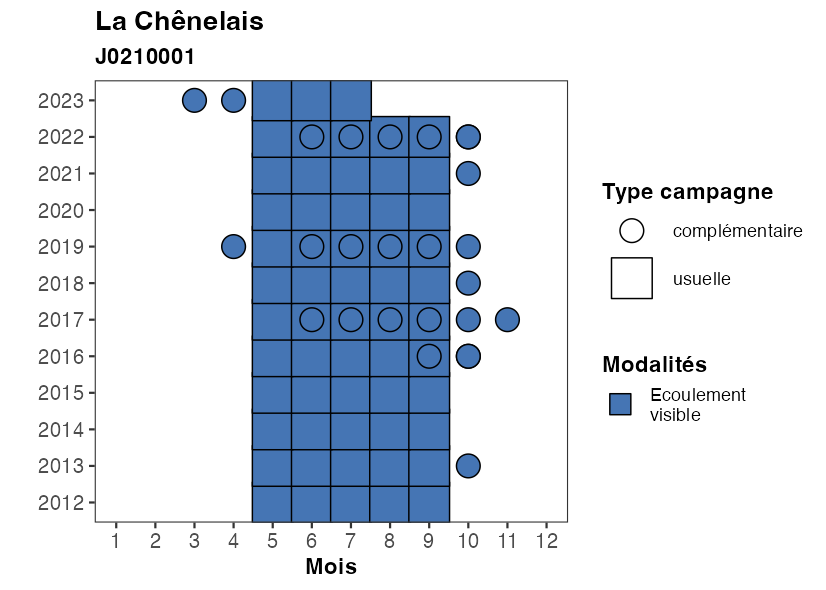 La Chênelais
J0210001
2023
2022
2021
2020
2019
2018
2017
2016
2015
2014
2013
2012
1 2 3 4 5 6 7 8 9 10 11 12
Mois
Type campagne
complémentaire
usuelle
Modalités
Ecoulement
visible